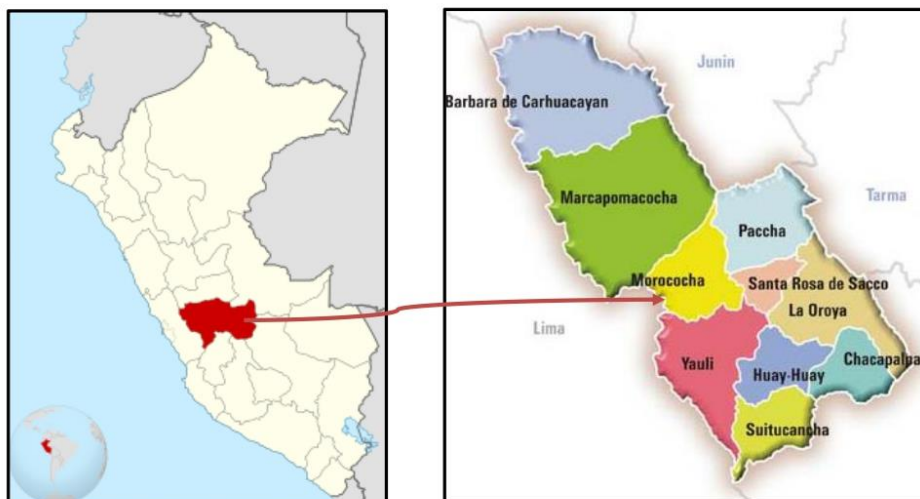 Junin
Barbara de Carhuacayan
Marcapomacocha
Tarma
Paccha
Morococha
Santa Rosa de Sacco
La Oroya
Lima
Yauli
Chacapalua
Huay-Huay
Suitucancha